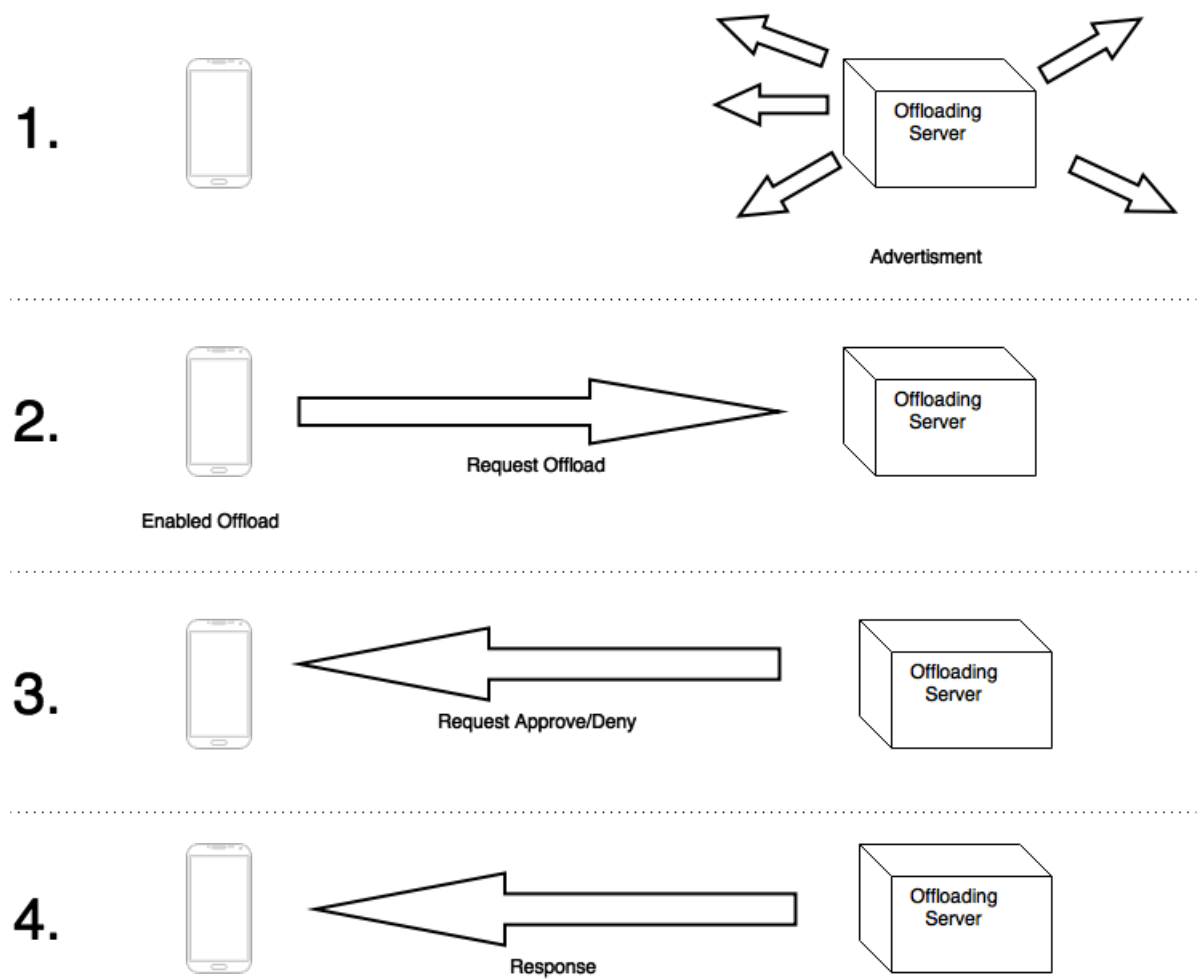 1.
Offloading
Server
Advertisment
2.
Offloading
Server
Request Offload
Enabled Offload
3.
Offloading
Server
Request Approve/Deny
4.
Offloading
Server
Response